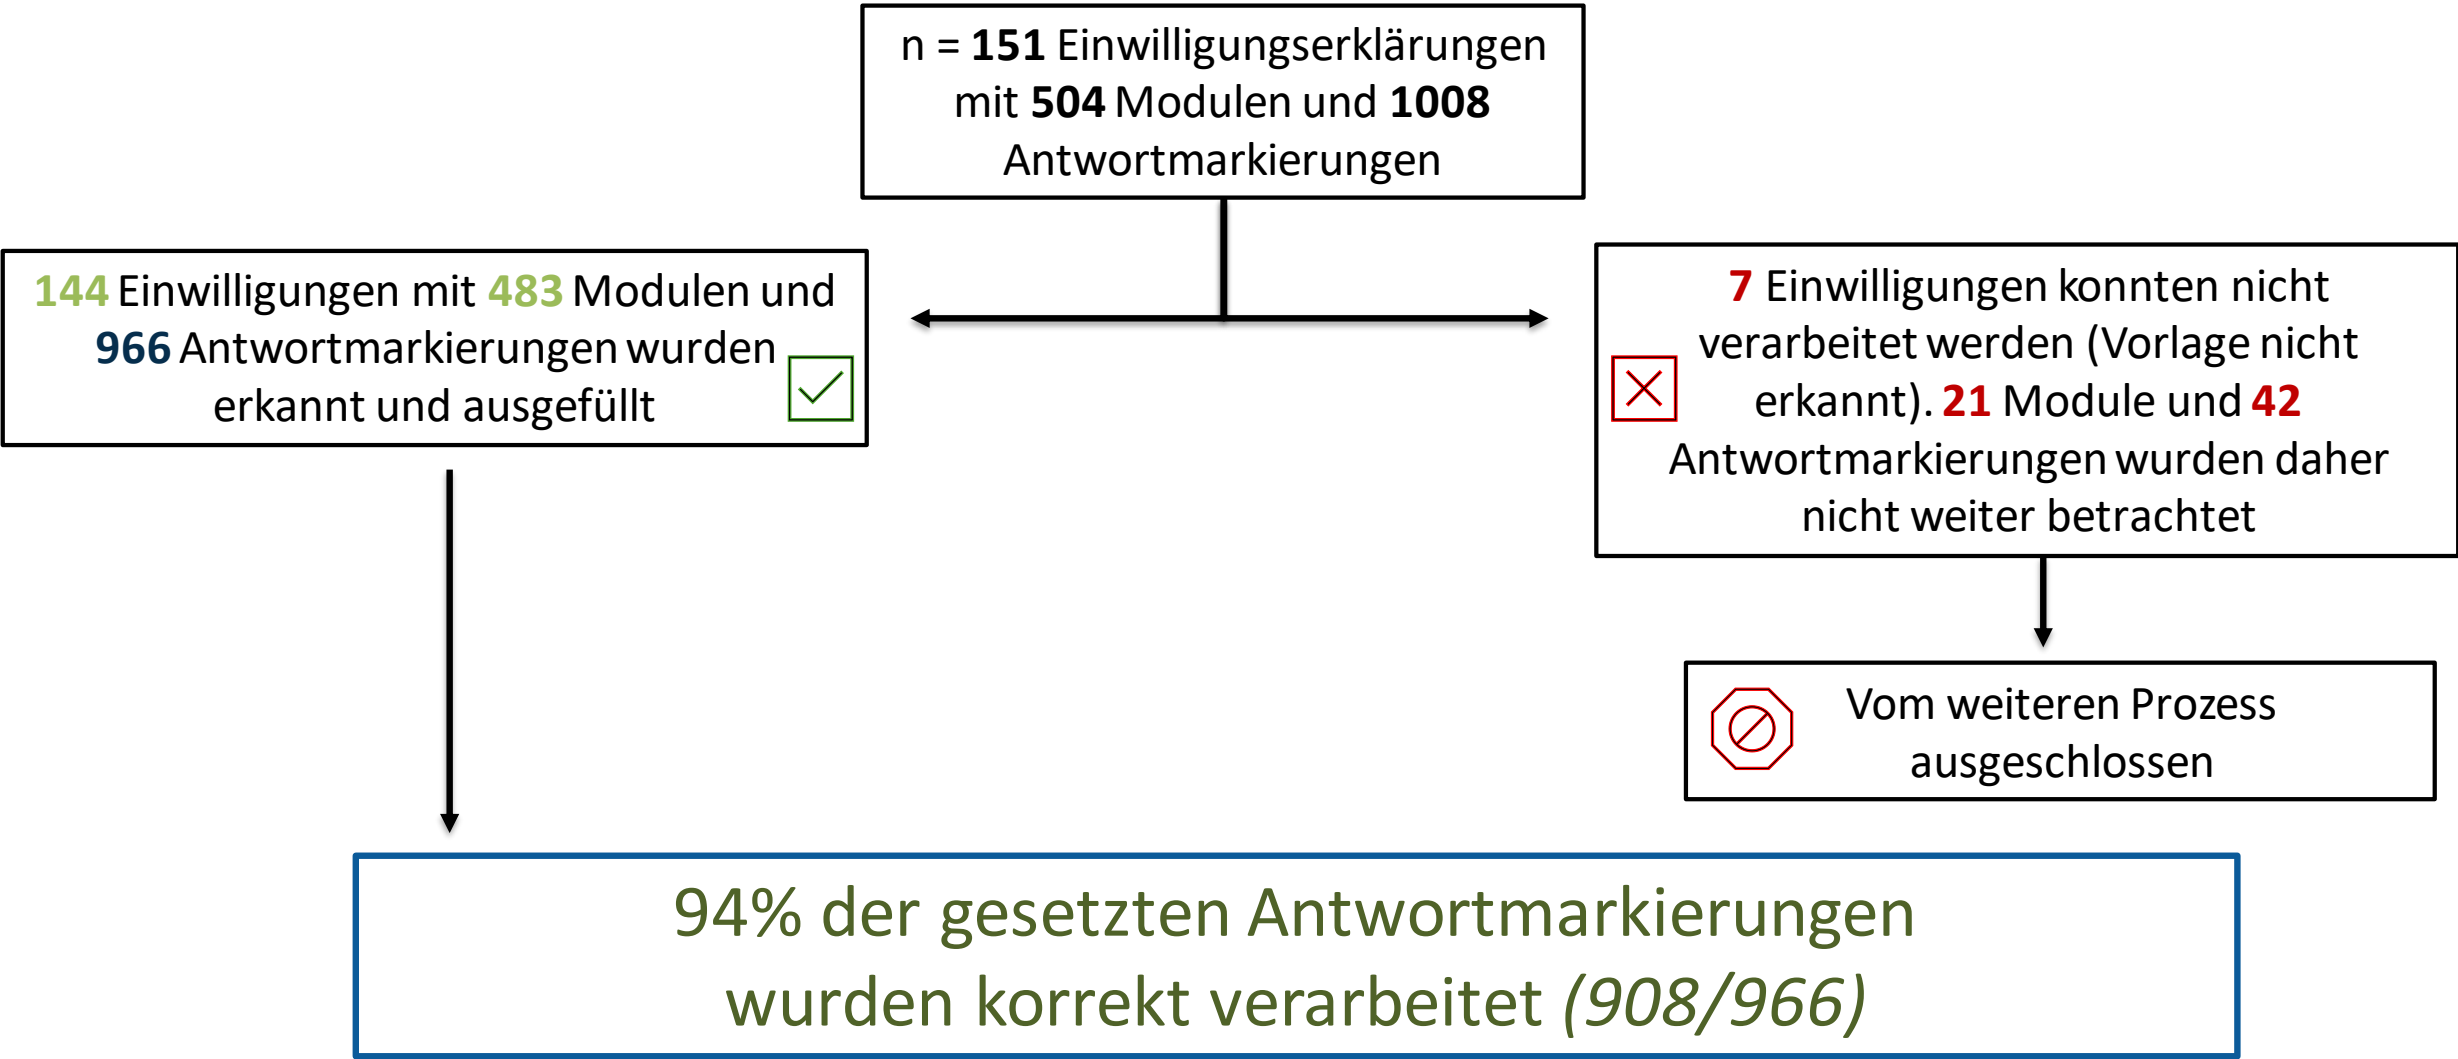 n = 151 Einwilligungserklärungen
mit 504 Modulen und 1008
Antwortmarkierungen
144 Einwilligungen mit 483 Modulen und
966 Antwortmarkierungen wurden
erkannt und ausgefüllt
7 Einwilligungen konnten nicht
verarbeitet werden (Vorlage nicht
erkannt). 21 Module und 42
Antwortmarkierungen wurden daher
nicht weiter betrachtet
Vom weiteren Prozess
ausgeschlossen
94% der gesetzten Antwortmarkierungen
wurden korrekt verarbeitet (908/966)